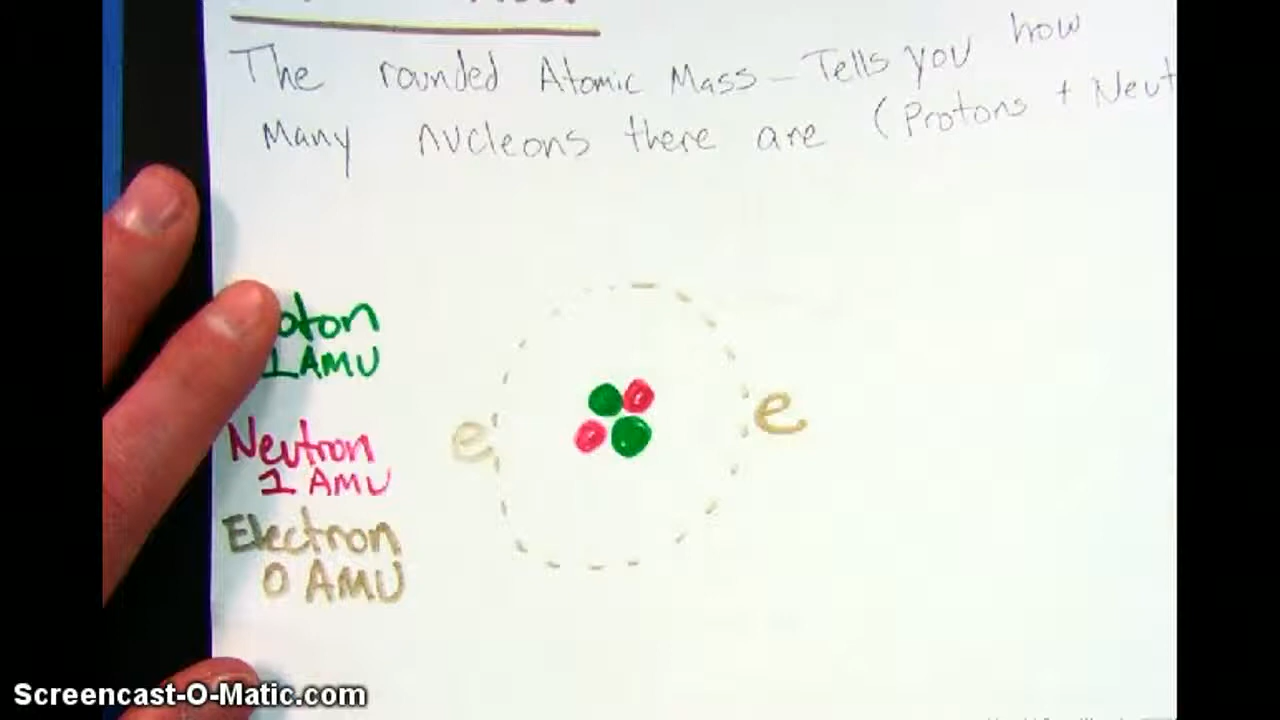 The rounded Atomic Mass - Tells you how
Many nucleons there are (Protons + Neut
1 AMU
Neutron
1 AMU
Electron
0 AMU
e
e
Screencast-O-Matic.com